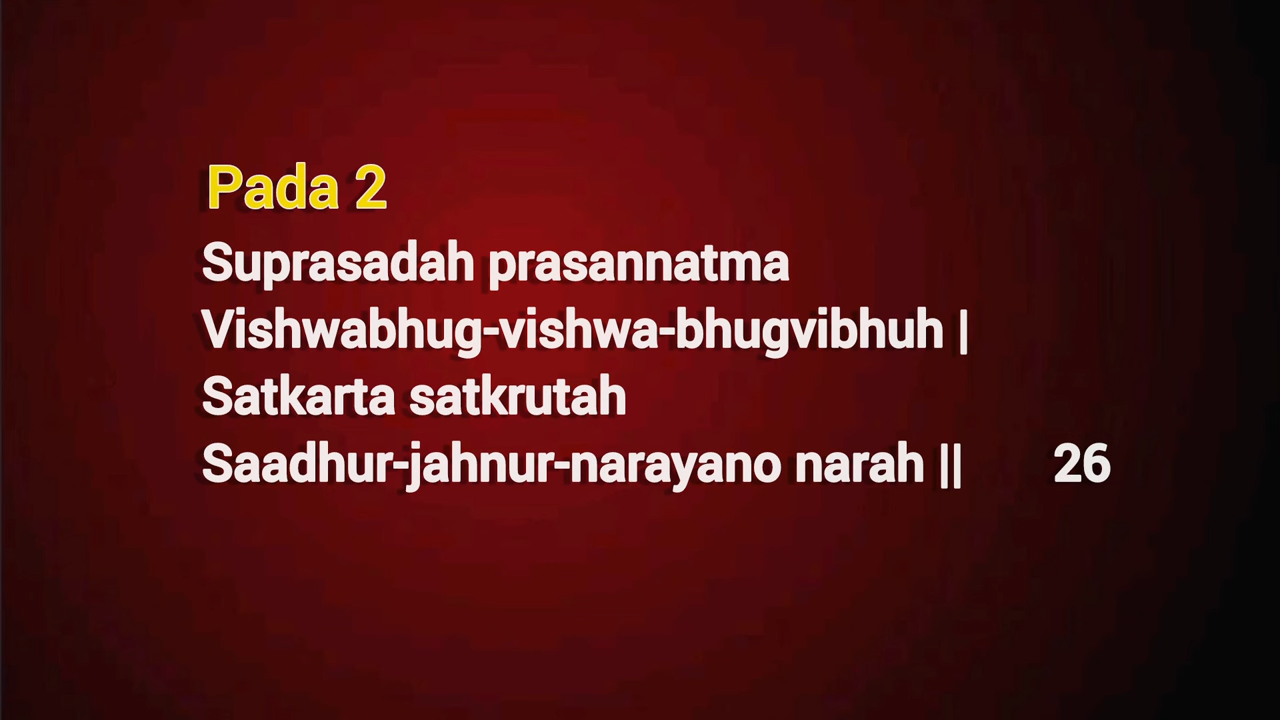 Pada 2
Suprasadah prasannatma
Vishwabhug-vishwa-bhugvibhuh |
Satkarta satkrutah
Saadhur-jahnur-narayano narah || 26